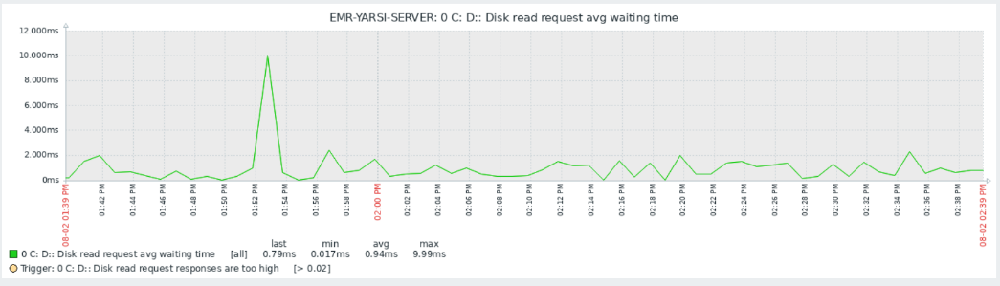 EMR-YARSI-SERVER: 0 C: D:: Disk read request avg waiting time
12.000ms
10.000ms
8.000ms
6.000ms
4.000ms
2.000ms
0ms
08-02 01:39 PM
01:42 PM
01:44 PM
01:46 PM
01:48 PM
01:50 PM
01:52 PM
01:54 PM
01:56 PM
01:58 PM
02:00 PM
02:02 PM
02:04 PM
02:06 PM
02:08 PM
02:10 PM
02:12 PM
02:14 PM
02:16 PM
02:18 PM
02:20 PM
02:22 PM
02:24 PM
02:26 PM
02:28 PM
02:30 PM
02:32 PM
02:34 PM
02:36 PM
02:38 PM
08-02 02:39 PM
last min avg max
0 C: D:: Disk read request avg waiting time [all] 0.79ms 0.017ms 0.94ms 9.99ms
Trigger: 0 C: D:: Disk read request responses are too high [> 0.02]